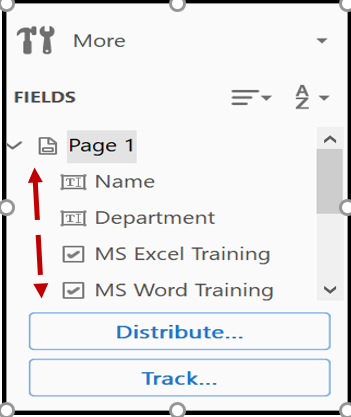 More
FIELDS
A
Z
Page 1
Name
Department
MS Excel Training
MS Word Training
Distribute...
Track...